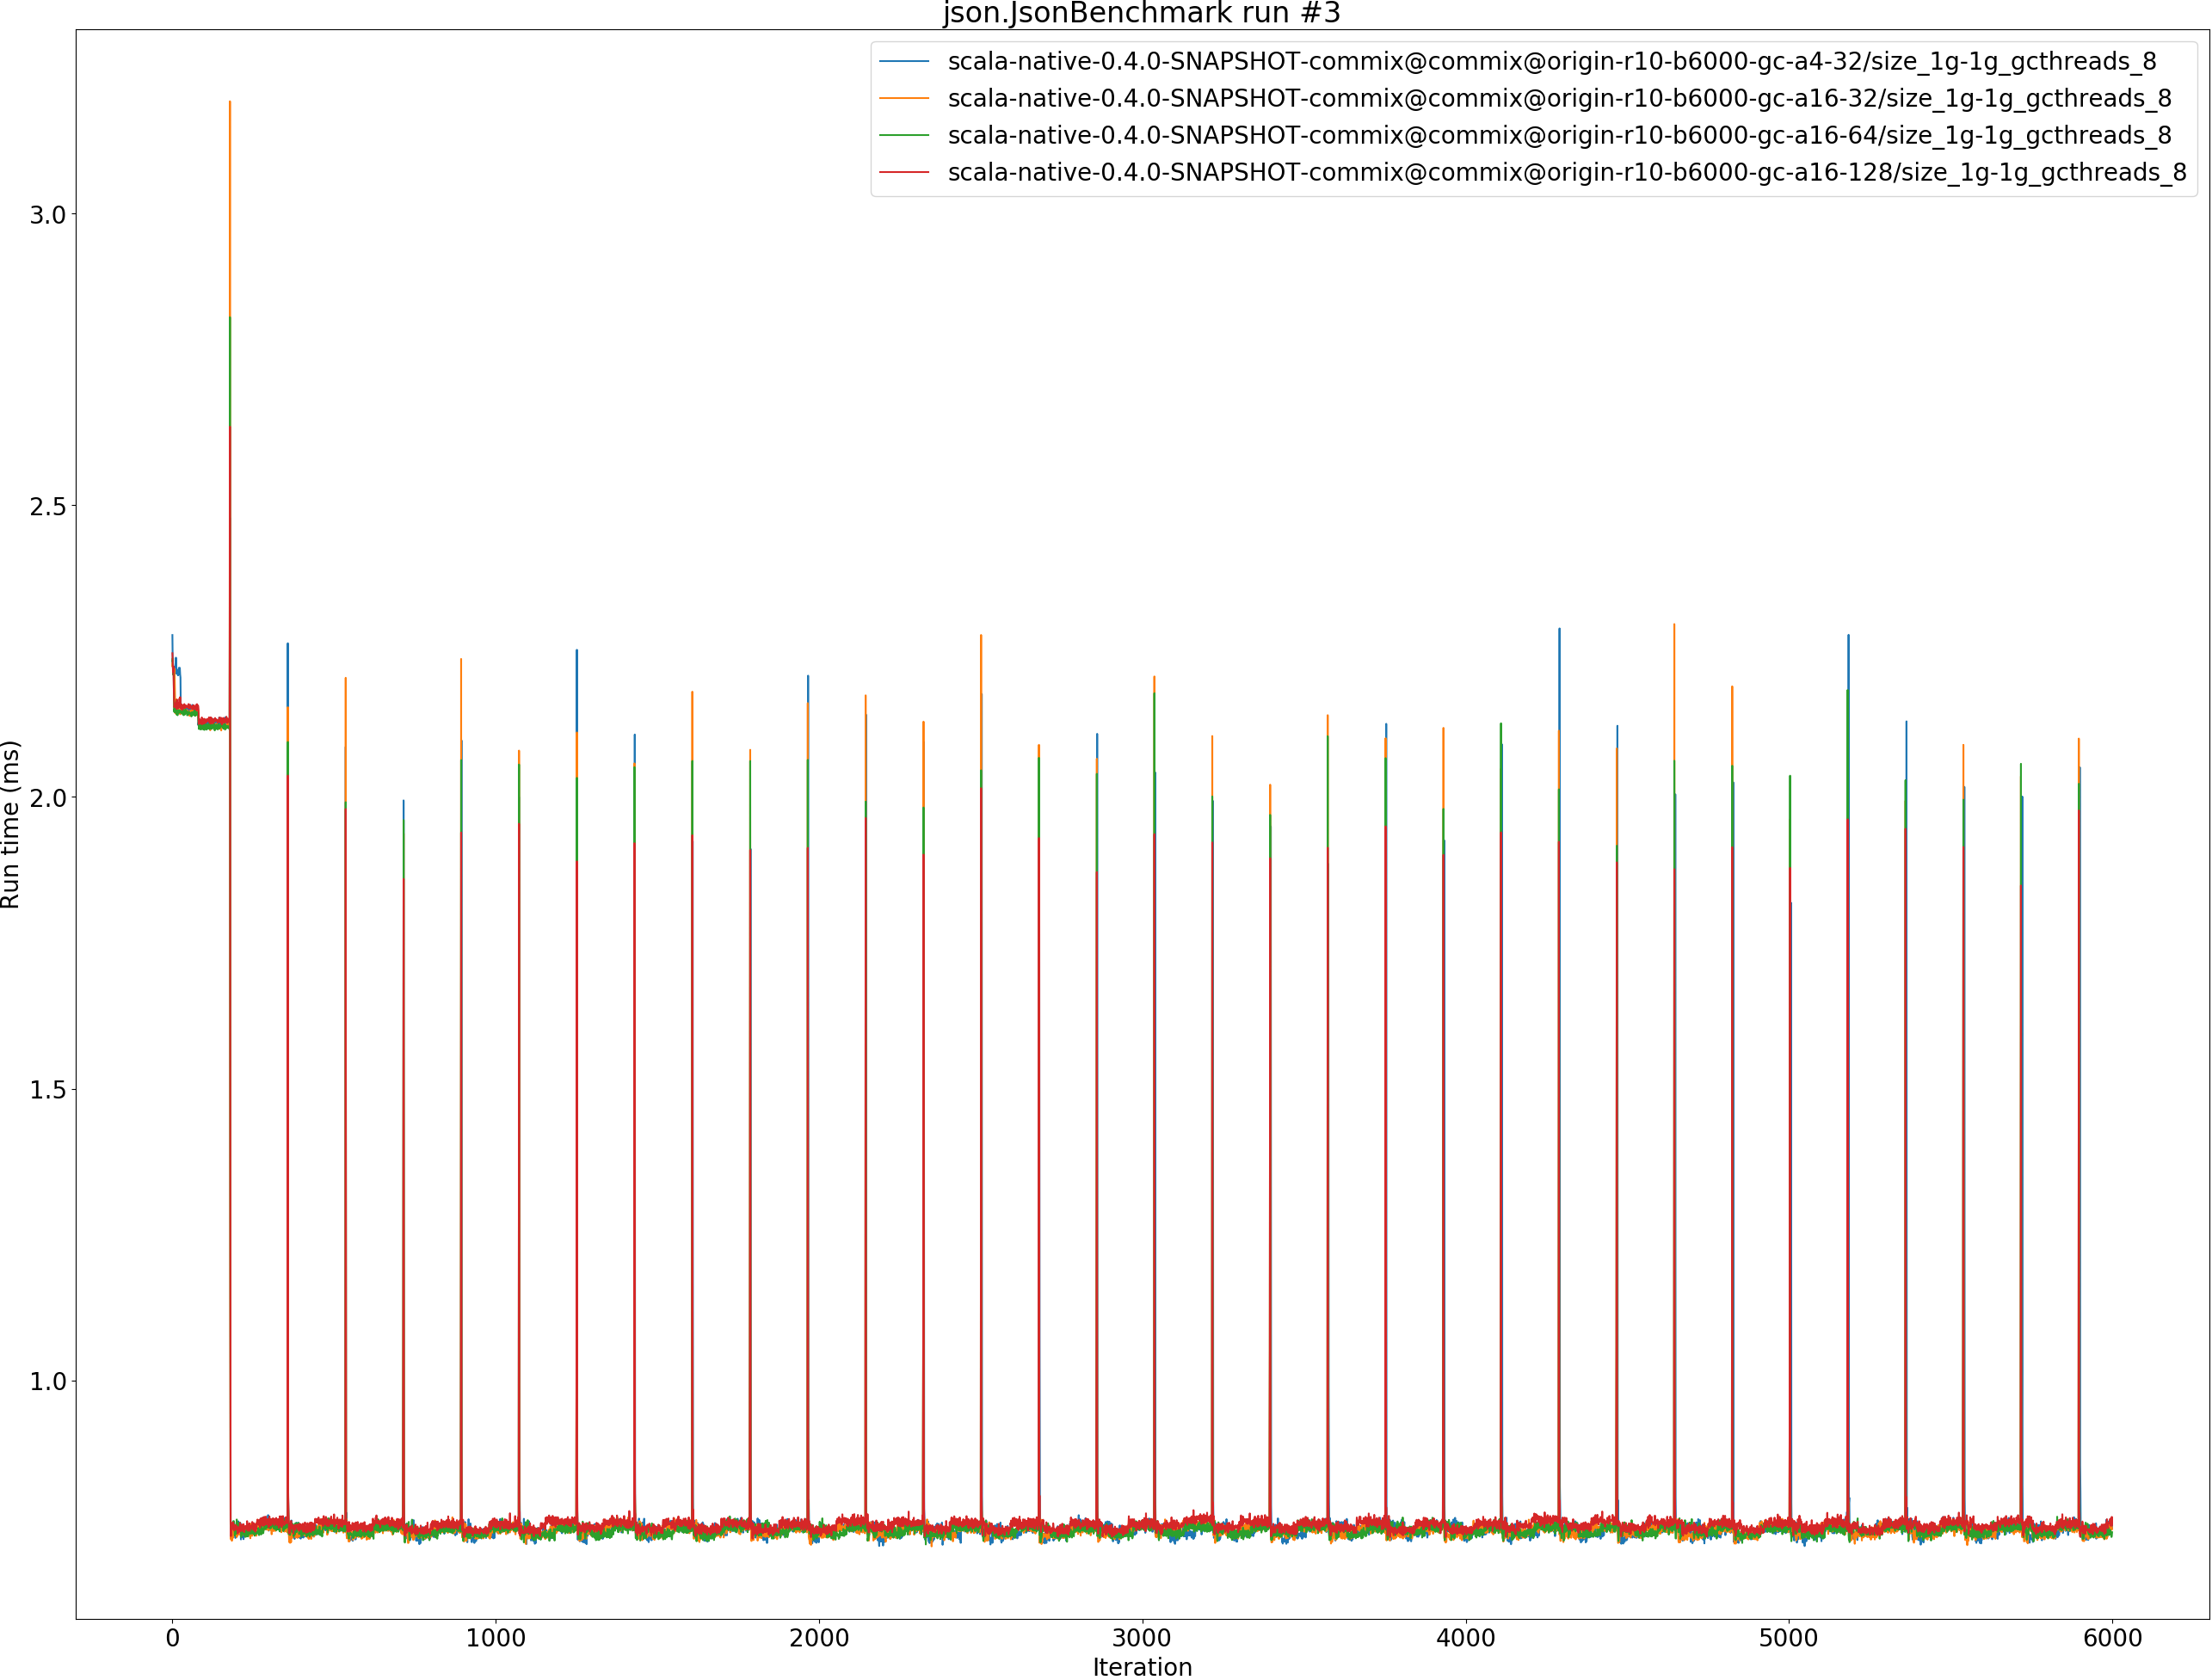 json.JsonBenchmark run #3
scala-native-0.4.0-SNAPSHOT-commix@commix@origin-r10-b6000-gc-a4-32/size_1g-1g_gcthreads_8
scala-native-0.4.0-SNAPSHOT-commix@commix@origin-r10-b6000-gc-a16-32/size_1g-1g_gcthreads_8
scala-native-0.4.0-SNAPSHOT-commix@commix@origin-r10-b6000-gc-a16-64/size_1g-1g_gcthreads_8
scala-native-0.4.0-SNAPSHOT-commix@commix@origin-r10-b6000-gc-a16-128/size_1g-1g_gcthreads_8
Run time (ms)
3.0
2.5
2.0
1.5
1.0
0 1000 2000 3000 4000 5000 6000
Iteration